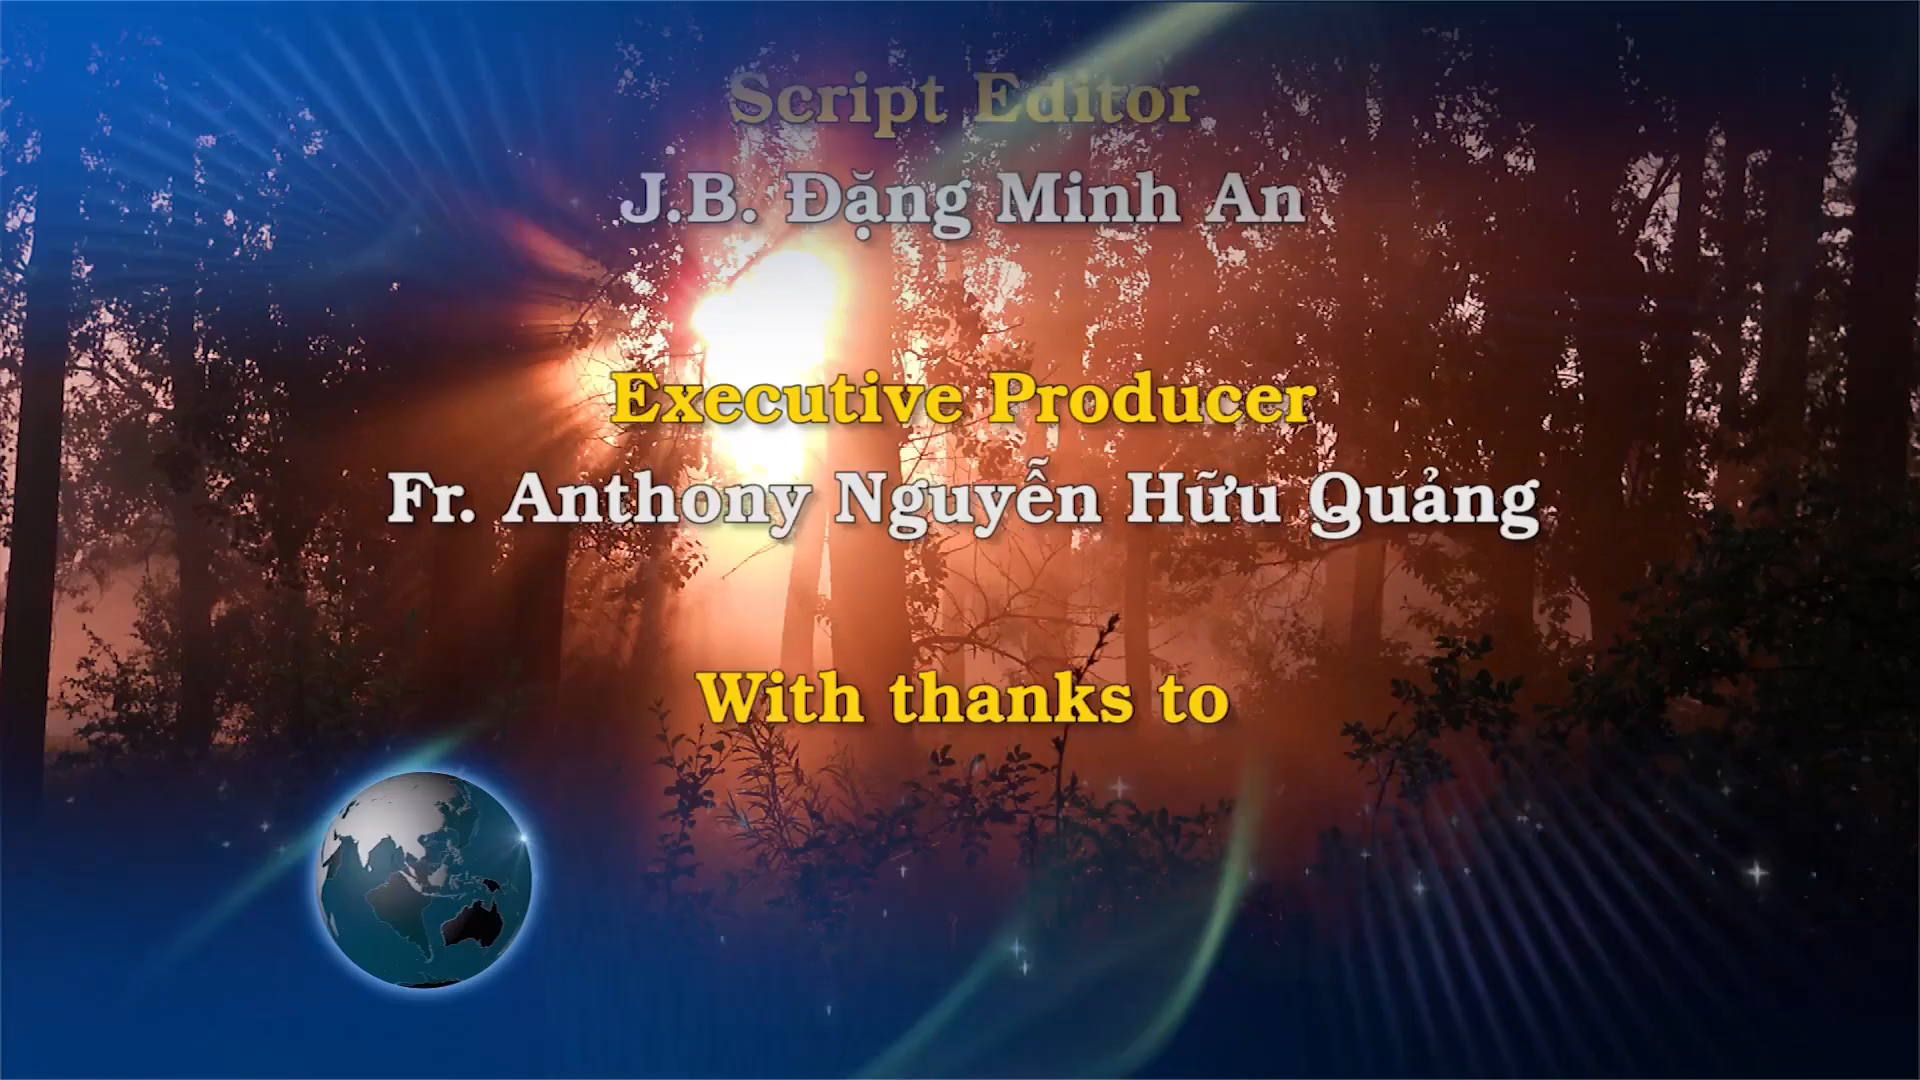 Script Editor
J.B. Đặng Minh An
Executive Producer
Fr. Anthony Nguyễn Hữu Quảng
With thanks to